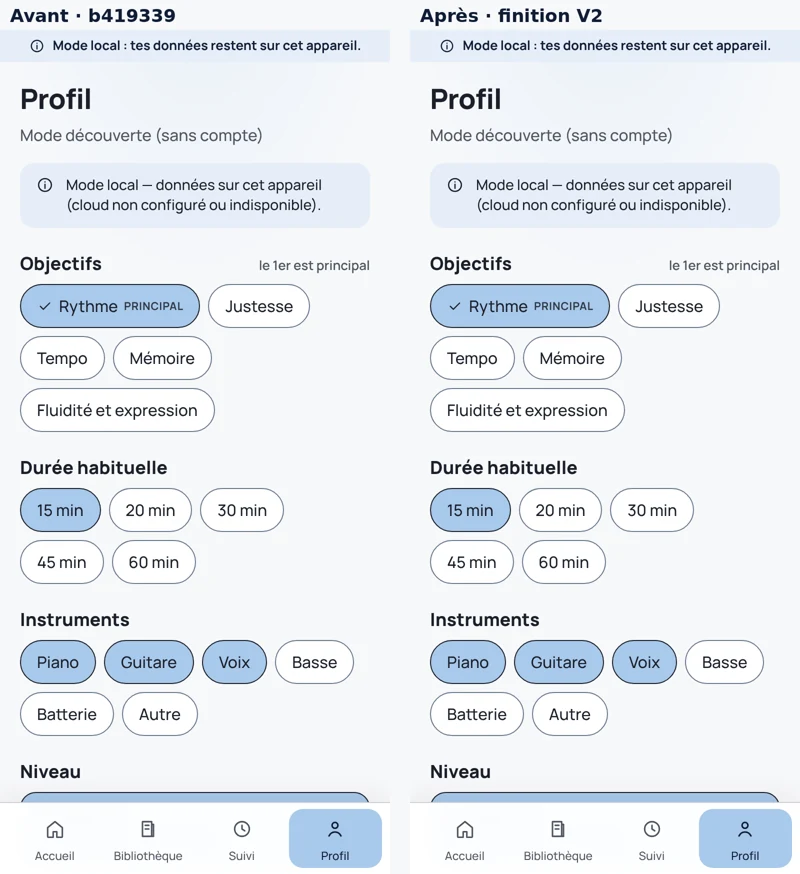 Avant · b419339
Mode local : tes données restent sur cet appareil.
Profil
Mode découverte (sans compte)
Mode local — données sur cet appareil
(cloud non configuré ou indisponible).
Objectifs le 1er est principal
Rythme PRINCIPAL Justesse
Tempo Mémoire
Fluidité et expression
Durée habituelle
15 min 20 min 30 min
45 min 60 min
Instruments
Piano Guitare Voix Basse
Batterie Autre
Niveau
Accueil Bibliothèque Suivi Profil
Après · finition V2
Mode local : tes données restent sur cet appareil.
Profil
Mode découverte (sans compte)
Mode local — données sur cet appareil
(cloud non configuré ou indisponible).
Objectifs le 1er est principal
Rythme PRINCIPAL Justesse
Tempo Mémoire
Fluidité et expression
Durée habituelle
15 min 20 min 30 min
45 min 60 min
Instruments
Piano Guitare Voix Basse
Batterie Autre
Niveau
Accueil Bibliothèque Suivi Profil